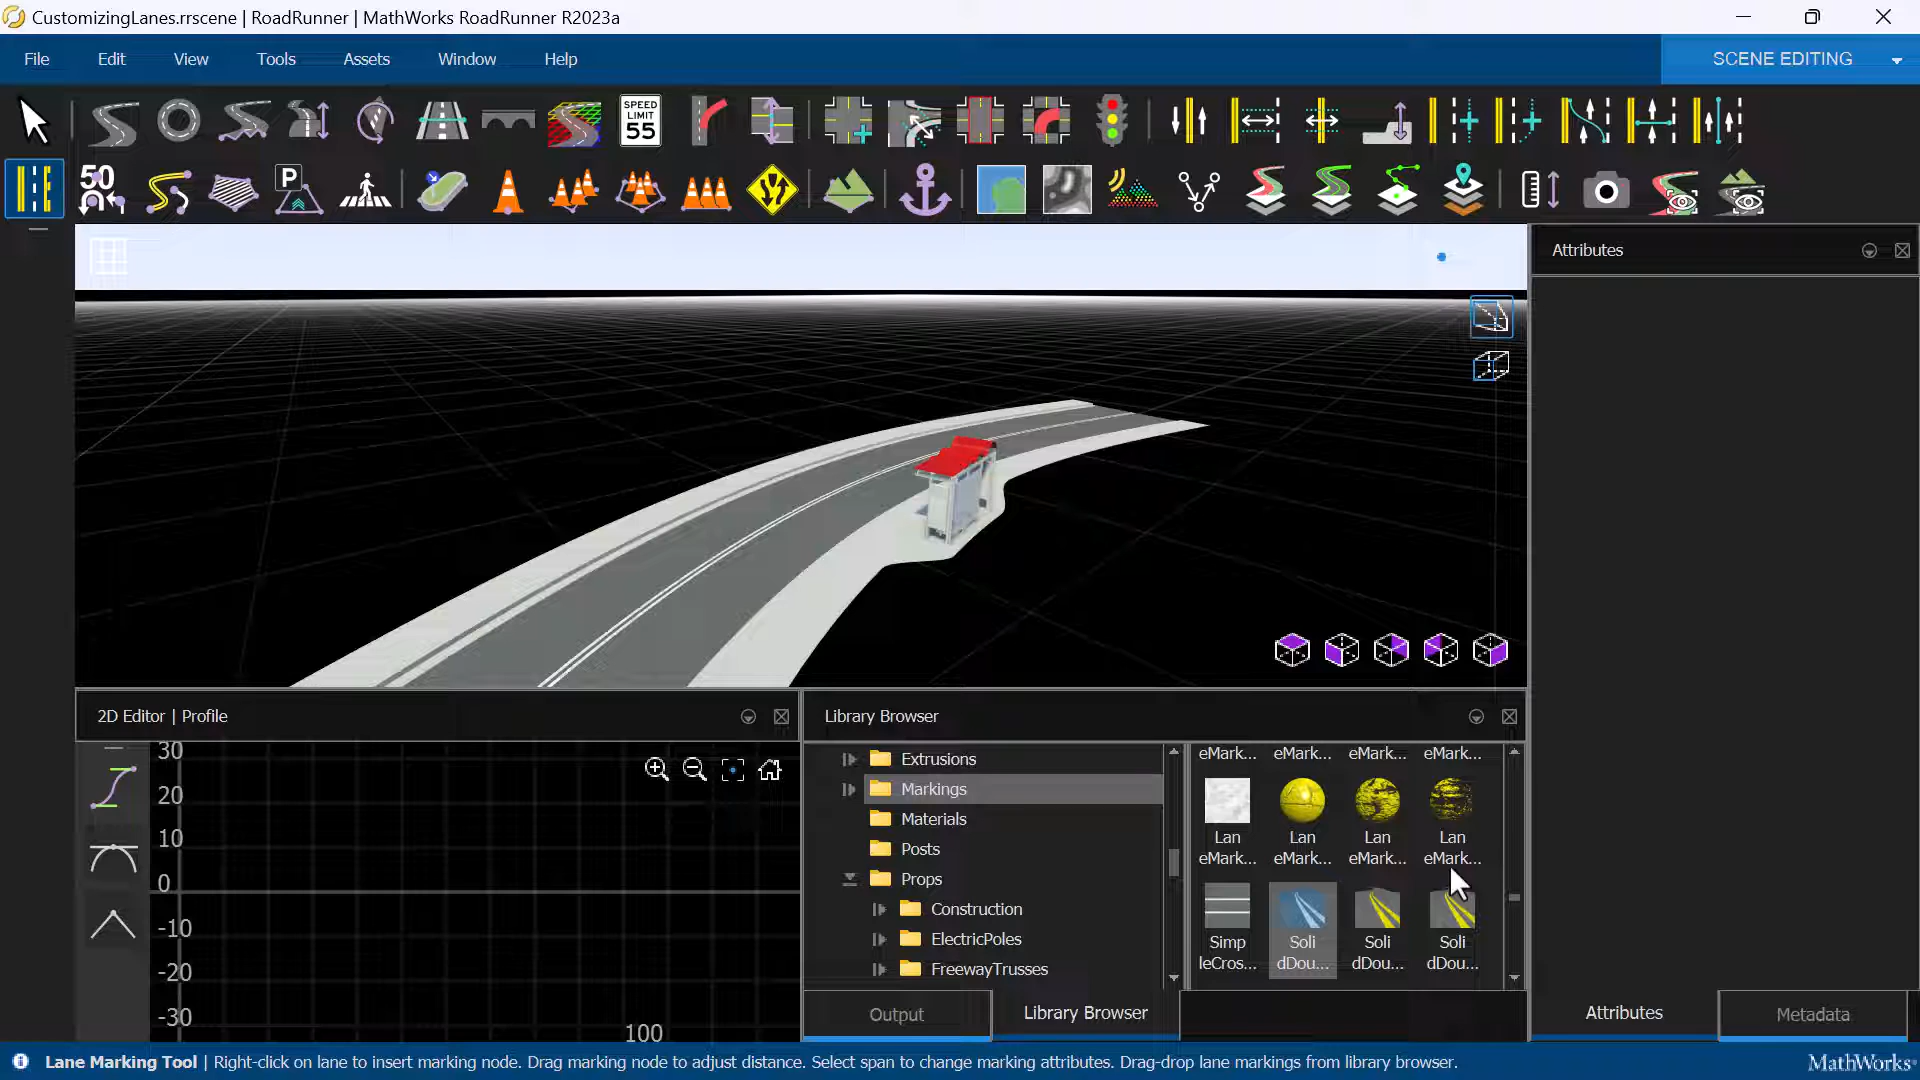 CustomizingLanes.rrscene | RoadRunner | MathWorks RoadRunner R2023a
File Edit View Tools Assets Window Help
SCENE EDITING
SPEED LIMIT 55
50
P
Attributes
2D Editor | Profile
30
20
10
0
-10
-20
-30
100
Library Browser
Extrusions
Markings
Materials
Posts
Props
Construction
ElectricPoles
FreewayTrusses
eMark... eMark... eMark... eMark...
Lan Lan Lan Lan
eMark... eMark... eMark... eMark...
Simp Soli Soli Soli
leCros... dDou... dDou... dDou...
Output Library Browser
Attributes Metadata
Lane Marking Tool | Right-click on lane to insert marking node. Drag marking node to adjust distance. Select span to change marking attributes. Drag-drop lane markings from library browser.
MathWorks